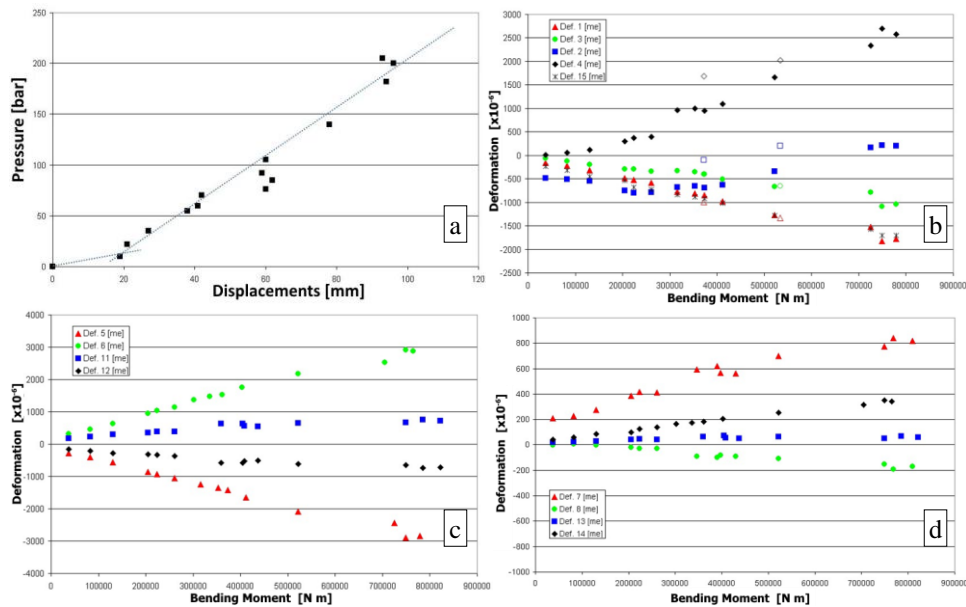 250
200
150
100
50
0
Pressure [bar]
0 20 40 60 80 100 120
Displacements [mm]
a
3000
2500
2000
1500
1000
500
0
-500
-1000
-1500
-2000
-2500
Deformation [x10⁻⁶]
Def. 1 [me]
Def. 3 [me]
Def. 2 [me]
Def. 4 [me]
Def. 15 [me]
0 100000 200000 300000 400000 500000 600000 700000 800000 900000
Bending Moment [N m]
b
4000
3000
2000
1000
0
-1000
-2000
-3000
-4000
Deformation [x10⁻⁶]
Def. 5 [me]
Def. 6 [me]
Def. 11 [me]
Def. 12 [me]
0 100000 200000 300000 400000 500000 600000 700000 800000 900000
Bending Moment [N m]
c
1000
800
600
400
200
0
-200
-400
-600
-800
-1000
Deformation [x10⁻⁶]
Def. 7 [me]
Def. 8 [me]
Def. 13 [me]
Def. 14 [me]
0 100000 200000 300000 400000 500000 600000 700000 800000 900000
Bending Moment [N m]
d